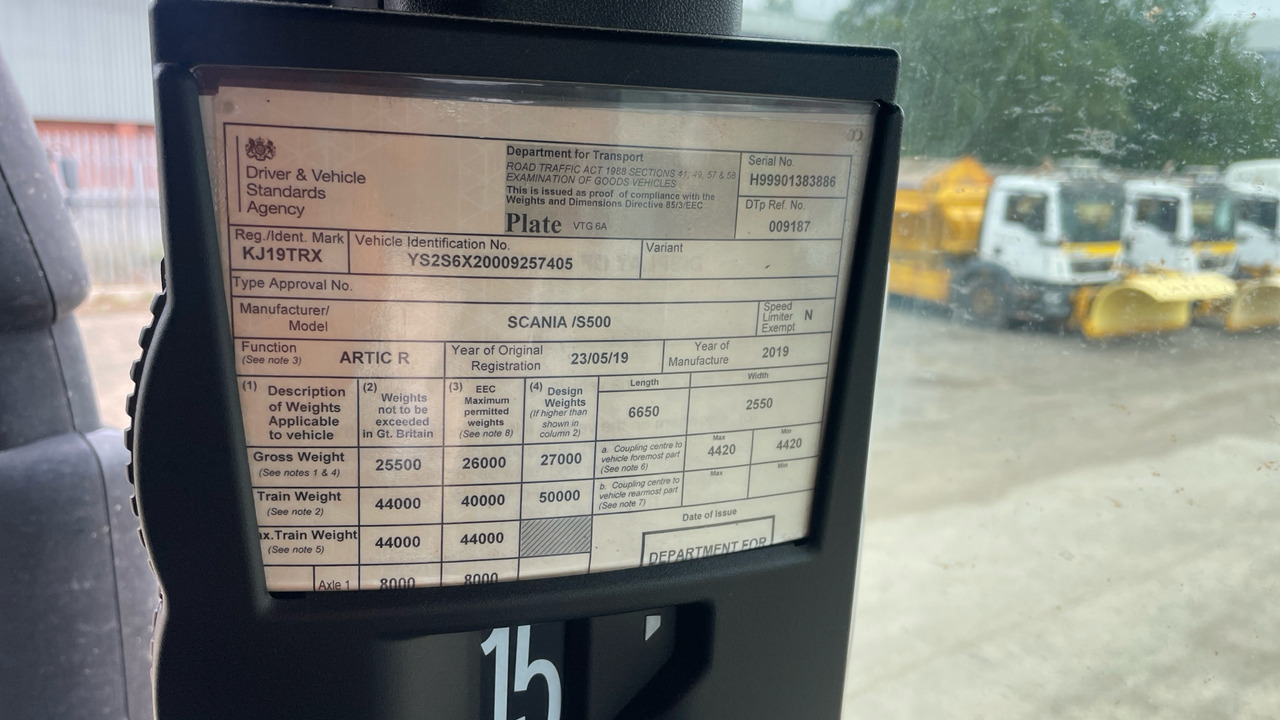 Driver & Vehicle
Standards
Agency
Department for Transport
ROAD TRAFFIC ACT 1988 SECTIONS 41, 49, 57 & 58
EXAMINATION OF GOODS VEHICLES
This is issued as proof of compliance with the
Weights and Dimensions Directive 85/3/EEC
Plate VTG 6A
Serial No.
H99901383886
DTp Ref. No.
009187
Reg./Ident. Mark
KJ19TRX
Vehicle Identification No.
YS2S6X20009257405
Variant
Type Approval No.
Manufacturer/
Model
SCANIA /S500
Speed
Limiter
Exempt
N
Function
(See note 3)
ARTIC R
Year of Original
Registration
23/05/19
Year of
Manufacture
2019
(1) Description
of Weights
Applicable
to vehicle
(2) Weights
not to be
exceeded
in Gt. Britain
(3) EEC
Maximum
permitted
weights
(See note 8)
(4) Design
Weights
(If higher than
shown in
column 2)
Length
6650
Width
2550
Gross Weight
(See notes 1 & 4)
25500
26000
27000
a. Coupling centre to
vehicle foremost part
(See note 6)
Max
4420
Min
4420
Train Weight
(See note 2)
44000
40000
50000
b. Coupling centre to
vehicle rearmost part
(See note 7)
Max
Min
x.Train Weight
(See note 5)
44000
44000
Date of Issue
DEPARTMENT FOR
Axle 1
8000
8000
15